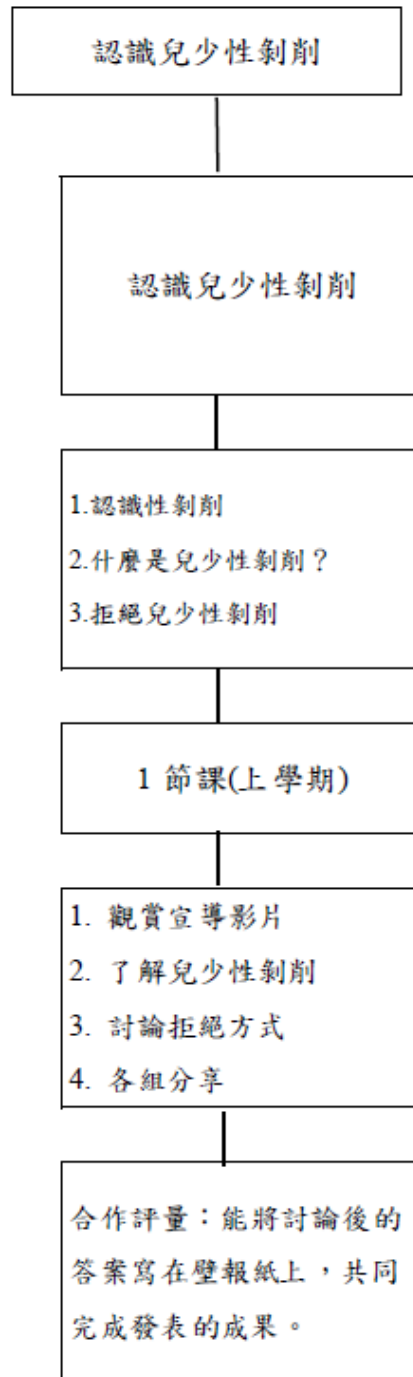 認識兒少性剝削
認識兒少性剝削
1.認識性剝削
2.什麼是兒少性剝削？
3.拒絕兒少性剝削
1 節課(上學期)
1. 觀賞宣導影片
2. 了解兒少性剝削
3. 討論拒絕方式
4. 各組分享
合作評量：能將討論後的
答案寫在壁報紙上，共同
完成發表的成果。